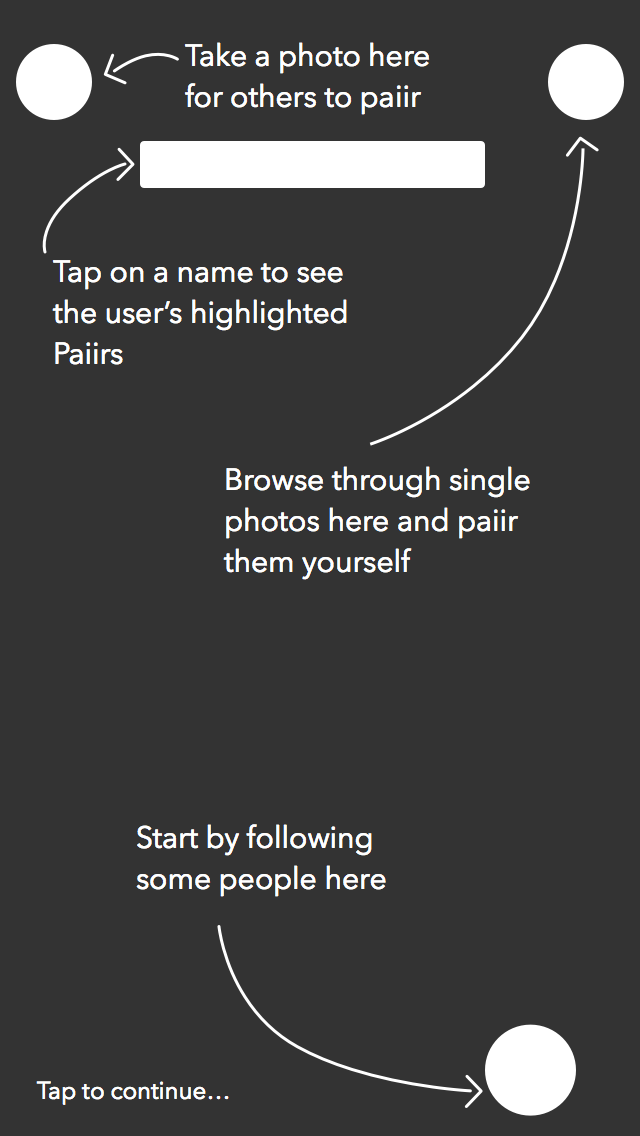 Take a photo here
for others to paiir
Tap on a name to see
the user’s highlighted
Paiirs
Browse through single
photos here and paiir
them yourself
Start by following
some people here
Tap to continue...